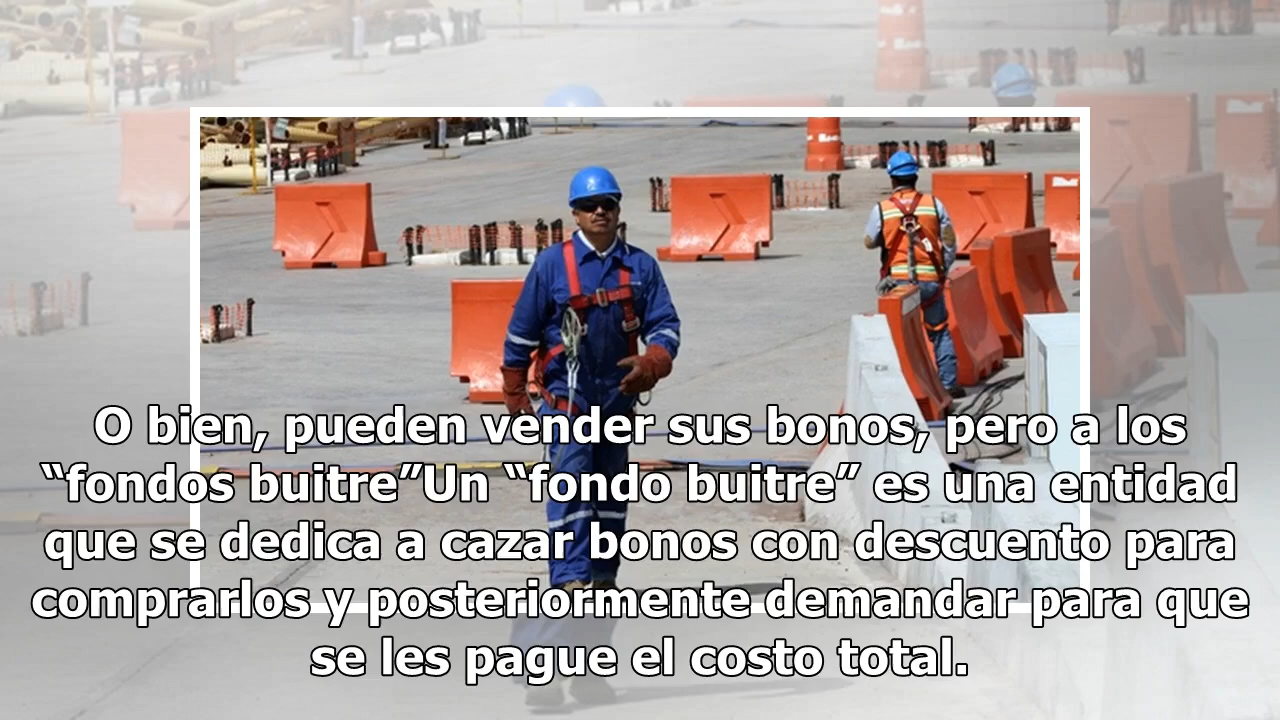 O bien, pueden vender sus bonos, pero a los
“fondos buitre”Un “fondo buitre” es una entidad
que se dedica a cazar bonos con descuento para
comprarlos y posteriormente demandar para que
se les pague el costo total.